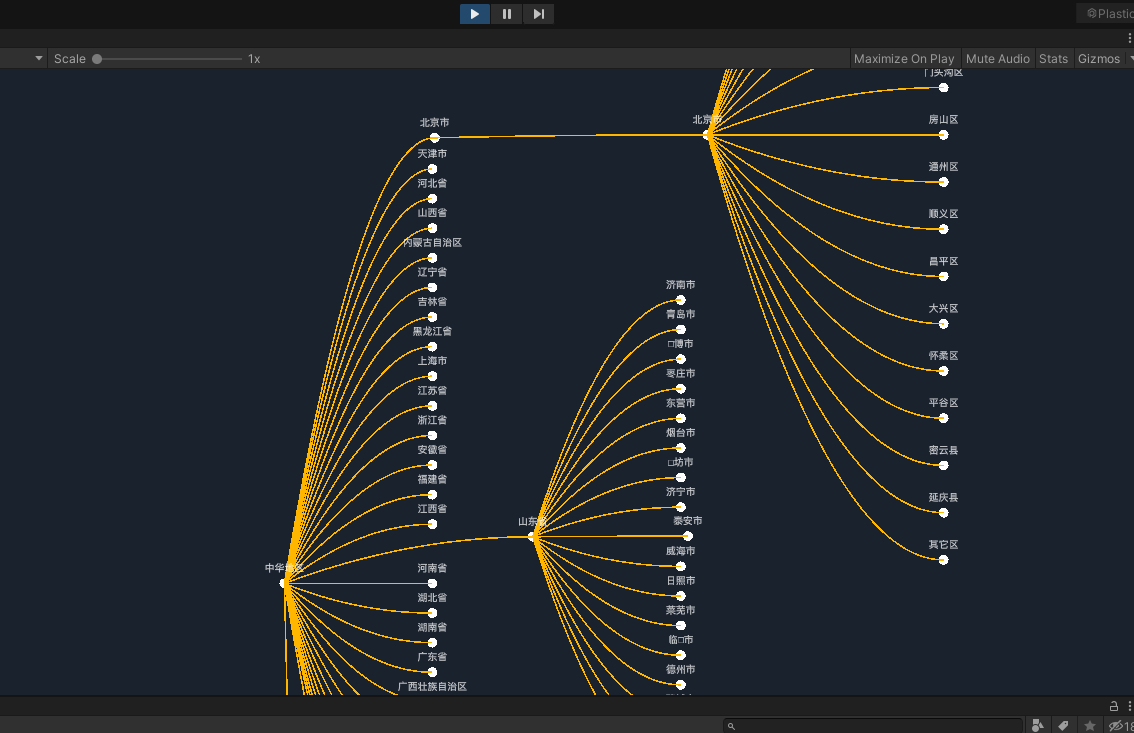 Plastic
Scale
1x
Maximize On Play
Mute Audio
Stats
Gizmos
门头沟区
北京市
北京市
房山区
天津市
通州区
河北省
山西省
顺义区
内蒙古自治区
昌平区
辽宁省
济南市
吉林省
青岛市
大兴区
黑龙江省
□博市
怀柔区
上海市
枣庄市
江苏省
东营市
平谷区
浙江省
烟台市
安徽省
密云县
□坊市
福建省
济宁市
延庆县
江西省
山东省
泰安市
其它区
威海市
中华地区
河南省
日照市
湖北省
莱芜市
湖南省
临□市
广东省
德州市
广西壮族自治区
18